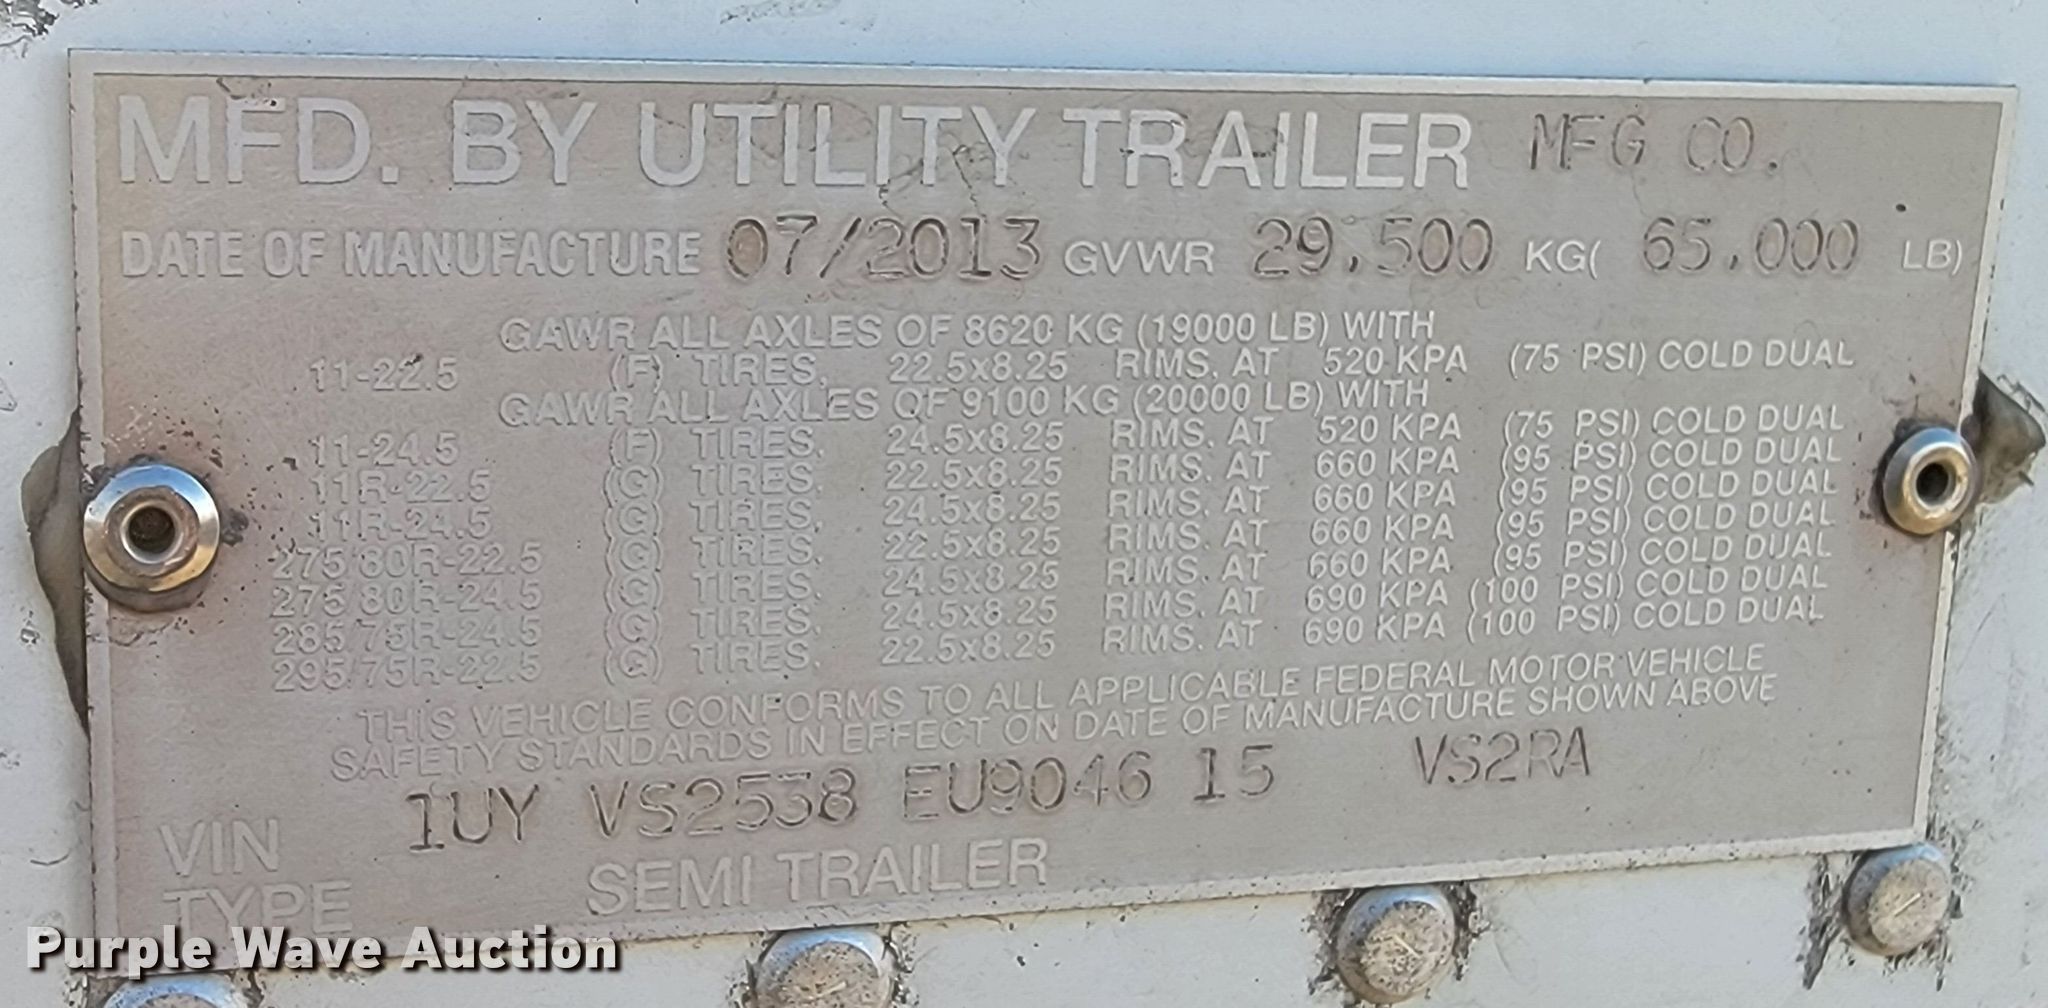 MFD. BY UTILITY TRAILER MFG CO.
DATE OF MANUFACTURE 07/2013 GVWR 29,500 KG( 65,000 LB)
GAWR ALL AXLES OF 8620 KG (19000 LB) WITH
11-22.5 (F) TIRES, 22.5x8.25 RIMS. AT 520 KPA (75 PSI) COLD DUAL
GAWR ALL AXLES OF 9100 KG (20000 LB) WITH
11-24.5 (F) TIRES, 24.5x8.25 RIMS. AT 520 KPA (75 PSI) COLD DUAL
11R-22.5 (G) TIRES, 22.5x8.25 RIMS. AT 660 KPA (95 PSI) COLD DUAL
11R-24.5 (G) TIRES, 24.5x8.25 RIMS. AT 660 KPA (95 PSI) COLD DUAL
275/80R-22.5 (G) TIRES, 22.5x8.25 RIMS. AT 660 KPA (95 PSI) COLD DUAL
275/80R-24.5 (G) TIRES, 24.5x8.25 RIMS. AT 660 KPA (95 PSI) COLD DUAL
285/75R-24.5 (G) TIRES, 24.5x8.25 RIMS. AT 690 KPA (100 PSI) COLD DUAL
295/75R-22.5 (G) TIRES, 22.5x8.25 RIMS. AT 690 KPA (100 PSI) COLD DUAL
THIS VEHICLE CONFORMS TO ALL APPLICABLE FEDERAL MOTOR VEHICLE
SAFETY STANDARDS IN EFFECT ON DATE OF MANUFACTURE SHOWN ABOVE
VIN 1UY VS2538 EU9046 15 VS2RA
TYPE SEMI TRAILER
Purple Wave Auction